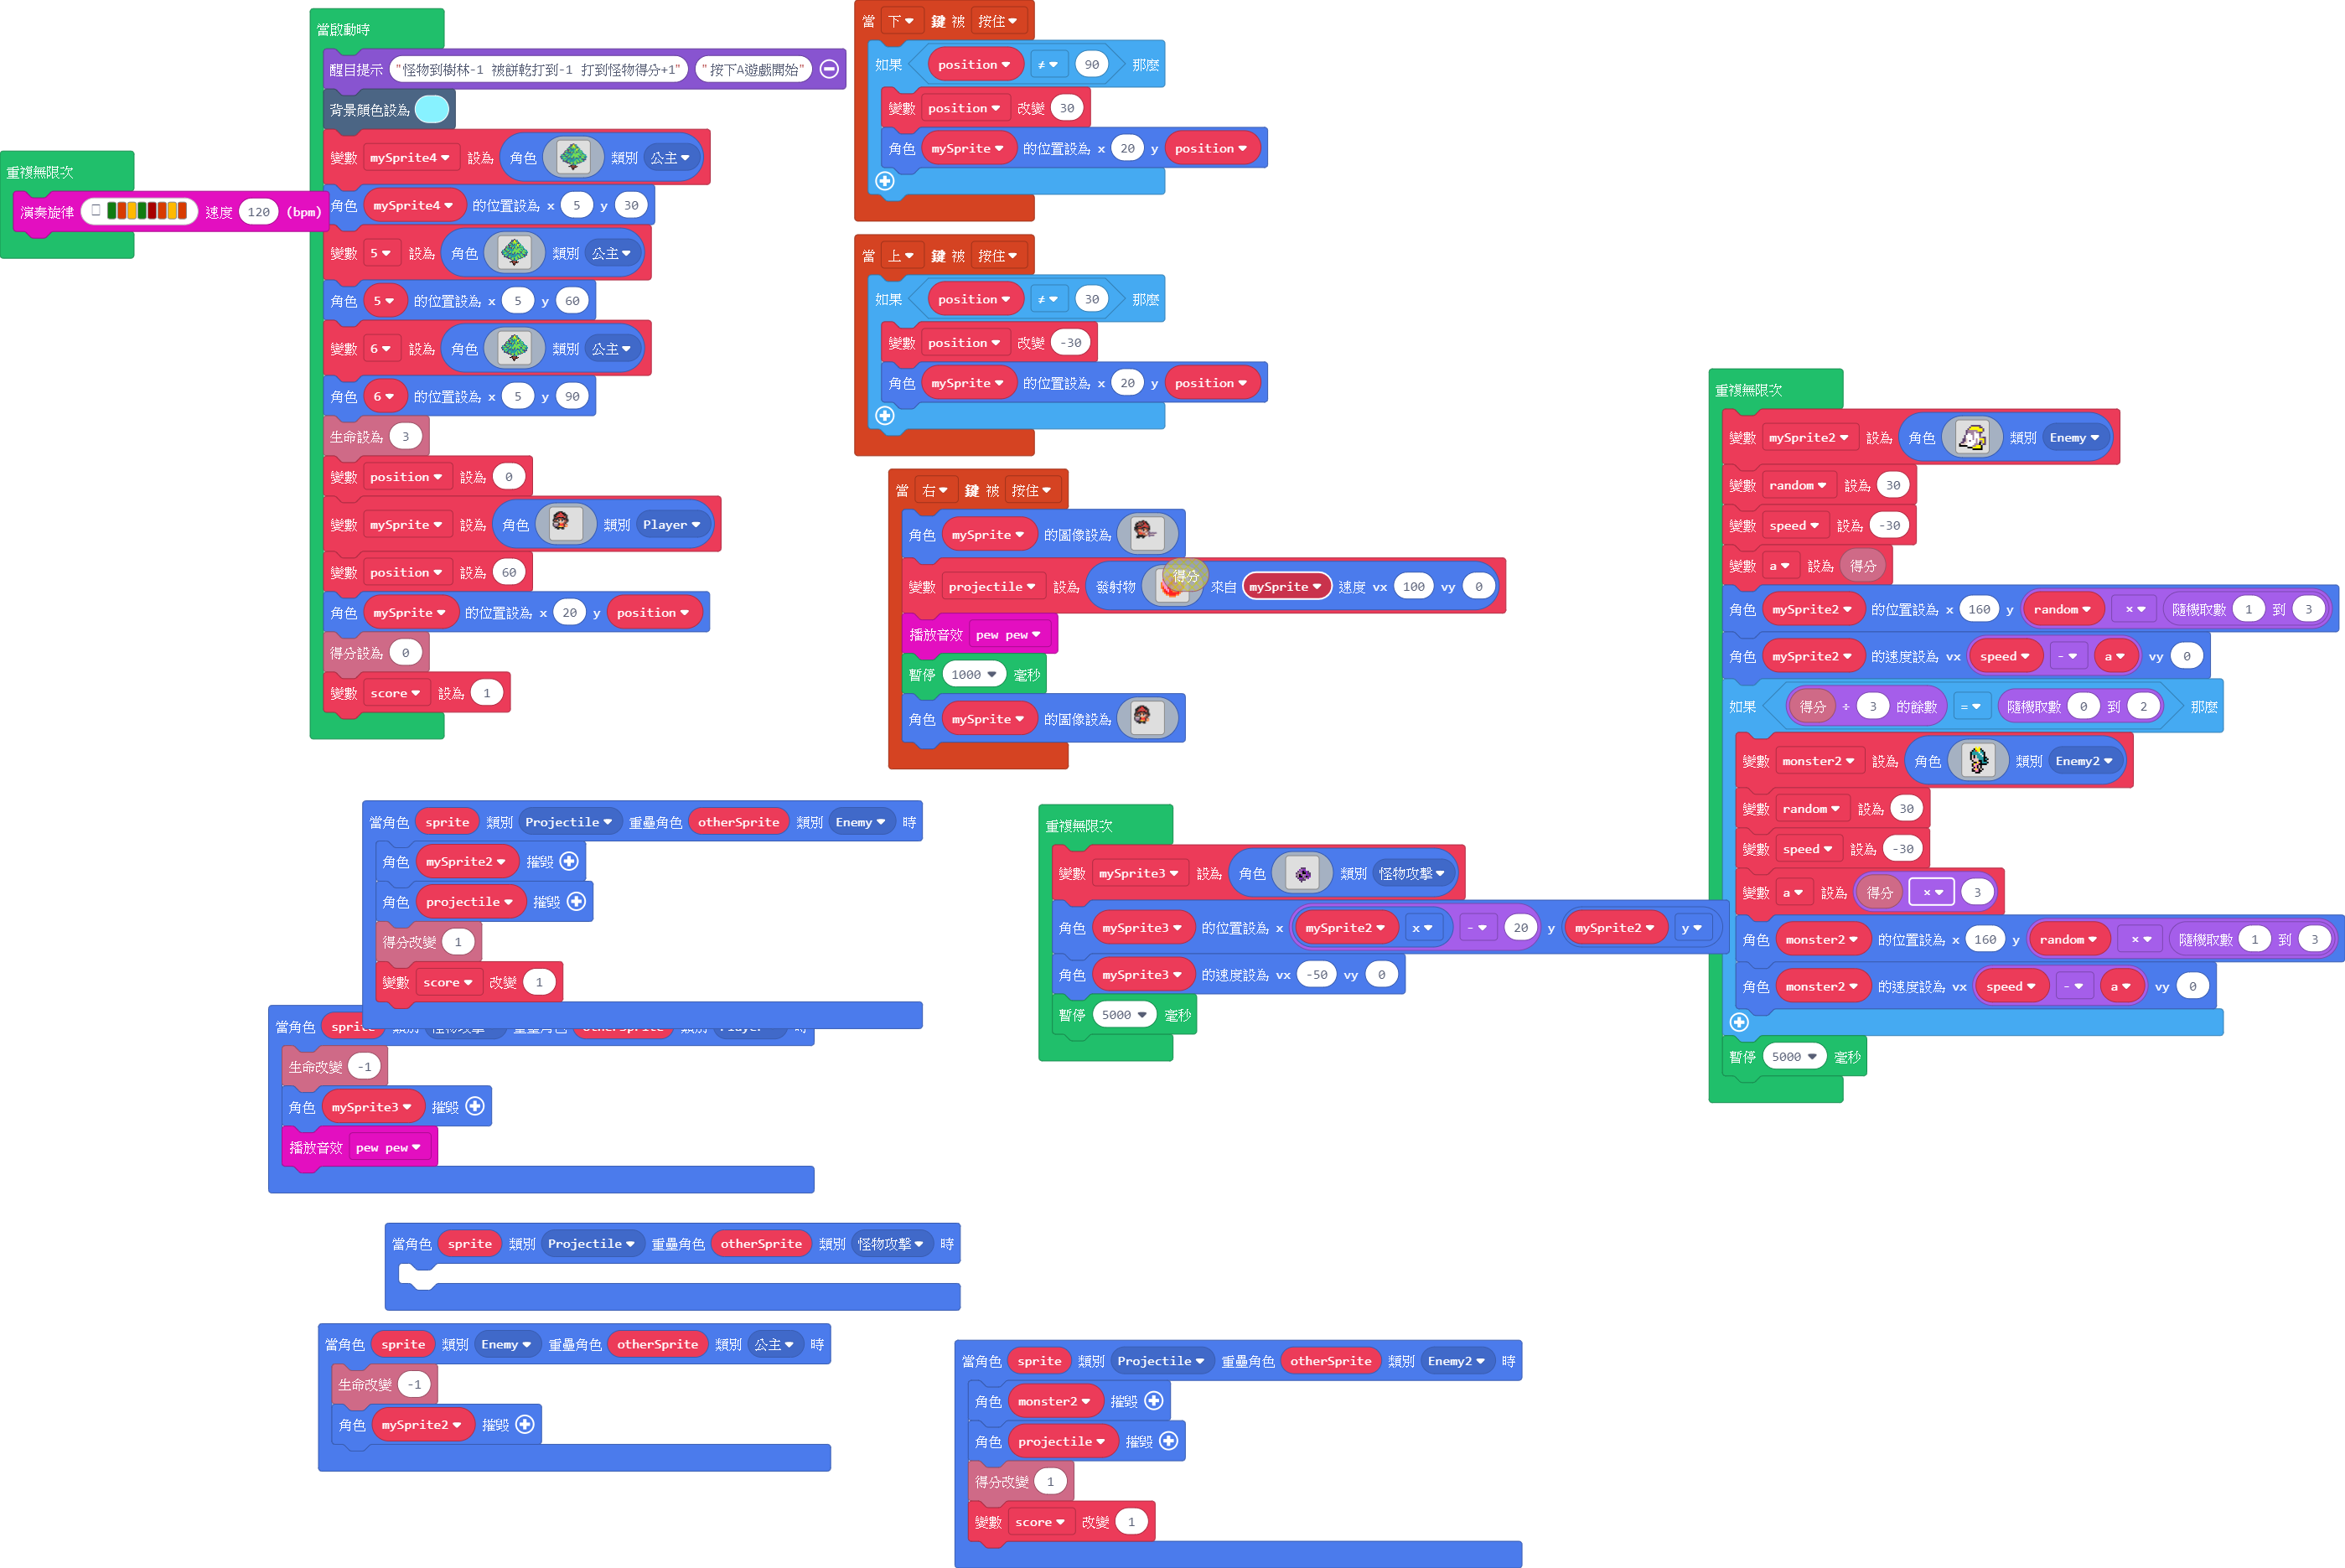 重複無限次
演奏旋律 速度 120 (bpm)
當啟動時
醒目提示 "怪物到樹林-1 被餅乾打到-1 打到怪物得分+1" "按下A遊戲開始"
背景顏色設為
變數 mySprite4 設為 角色 類別 公主
角色 mySprite4 的位置設為 x 5 y 30
變數 5 設為 角色 類別 公主
角色 5 的位置設為 x 5 y 60
變數 6 設為 角色 類別 公主
角色 6 的位置設為 x 5 y 90
生命設為 3
變數 position 設為 0
變數 mySprite 設為 角色 類別 Player
變數 position 設為 60
角色 mySprite 的位置設為 x 20 y position
得分設為 0
變數 score 設為 1
當 下 鍵 被 按住
如果 position ≠ 90 那麼
變數 position 改變 30
角色 mySprite 的位置設為 x 20 y position
當 上 鍵 被 按住
如果 position ≠ 30 那麼
變數 position 改變 -30
角色 mySprite 的位置設為 x 20 y position
當 右 鍵 被 按住
角色 mySprite 的圖像設為
變數 projectile 設為 發射物 得分 來自 mySprite 速度 vx 100 vy 0
播放音效 pew pew
暫停 1000 毫秒
角色 mySprite 的圖像設為
重複無限次
變數 mySprite2 設為 角色 類別 Enemy
變數 random 設為 30
變數 speed 設為 -30
變數 a 設為 得分
角色 mySprite2 的位置設為 x 160 y random × 隨機取數 1 到 3
角色 mySprite2 的速度設為 vx speed - a vy 0
如果 得分 ÷ 3 的餘數 = 隨機取數 0 到 2 那麼
變數 monster2 設為 角色 類別 Enemy2
變數 random 設為 30
變數 speed 設為 -30
變數 a 設為 得分 × 3
角色 monster2 的位置設為 x 160 y random × 隨機取數 1 到 3
角色 monster2 的速度設為 vx speed - a vy 0
暫停 5000 毫秒
當角色 sprite 類別 Projectile 重疊角色 otherSprite 類別 Enemy 時
角色 mySprite2 摧毀
角色 projectile 摧毀
得分改變 1
變數 score 改變 1
當角色 sprite 類別 怪物攻擊 重疊角色 otherSprite 類別 Player 時
生命改變 -1
角色 mySprite3 摧毀
播放音效 pew pew
重複無限次
變數 mySprite3 設為 角色 類別 怪物攻擊
角色 mySprite3 的位置設為 x mySprite2 x - 20 y mySprite2 y
角色 mySprite3 的速度設為 vx -50 vy 0
暫停 5000 毫秒
當角色 sprite 類別 Projectile 重疊角色 otherSprite 類別 怪物攻擊 時
當角色 sprite 類別 Enemy 重疊角色 otherSprite 類別 公主 時
生命改變 -1
角色 mySprite2 摧毀
當角色 sprite 類別 Projectile 重疊角色 otherSprite 類別 Enemy2 時
角色 monster2 摧毀
角色 projectile 摧毀
得分改變 1
變數 score 改變 1